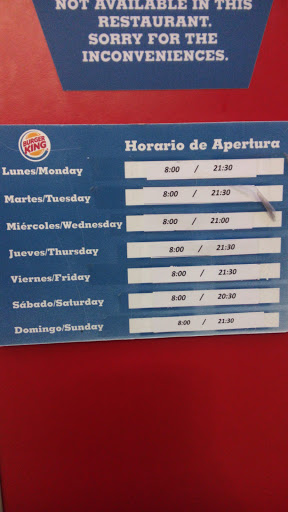 NOT AVAILABLE IN THIS
RESTAURANT.
SORRY FOR THE
INCONVENIENCES.
BURGER KING
Horario de Apertura
Lunes/Monday 8:00 / 21:30
Martes/Tuesday 8:00 / 21:30
Miércoles/Wednesday 8:00 / 21:00
Jueves/Thursday 8:00 / 21:30
Viernes/Friday 8:00 / 21:30
Sábado/Saturday 8:00 / 20:30
Domingo/Sunday 8:00 / 21:30